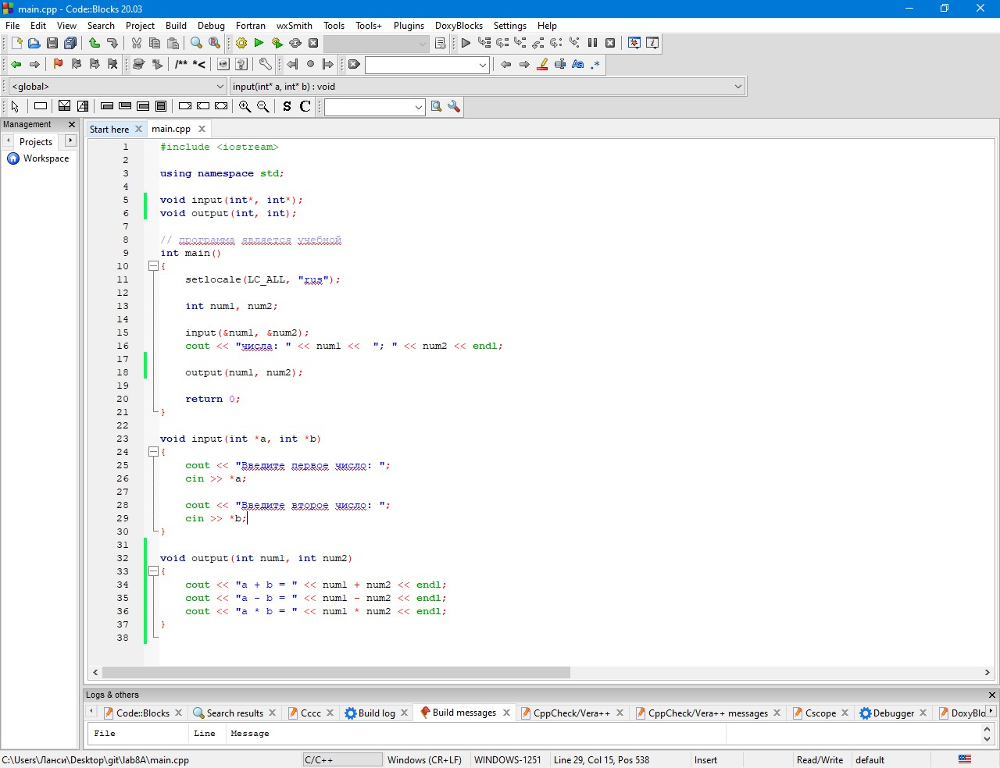 main.cpp - Code::Blocks 20.03
File Edit View Search Project Build Debug Fortran wxSmith Tools Tools+ Plugins DoxyBlocks Settings Help
/** *<
Aa .*
<global> input(int* a, int* b) : void
S C
Management
Start here main.cpp
Projects
Workspace
1 #include <iostream>
2
3 using namespace std;
4
5 void input(int*, int*);
6 void output(int, int);
7
8 // программа является учебной
9 int main()
10 {
11 setlocale(LC_ALL, "rus");
12
13 int num1, num2;
14
15 input(&num1, &num2);
16 cout << "числа: " << num1 <<  "; " << num2 << endl;
17
18 output(num1, num2);
19
20 return 0;
21 }
22
23 void input(int *a, int *b)
24 {
25 cout << "Введите первое число: ";
26 cin >> *a;
27
28 cout << "Введите второе число: ";
29 cin >> *b;
30 }
31
32 void output(int num1, int num2)
33 {
34 cout << "a + b = " << num1 + num2 << endl;
35 cout << "a - b = " << num1 - num2 << endl;
36 cout << "a * b = " << num1 * num2 << endl;
37 }
38
Logs & others
Code::Blocks Search results Cccc Build log Build messages CppCheck/Vera++ CppCheck/Vera++ messages Cscope Debugger DoxyBlo
File Line Message
C:\Users\Ланси\Desktop\git\lab8A\main.cpp C/C++ Windows (CR+LF) WINDOWS-1251 Line 29, Col 15, Pos 538 Insert Read/Write default